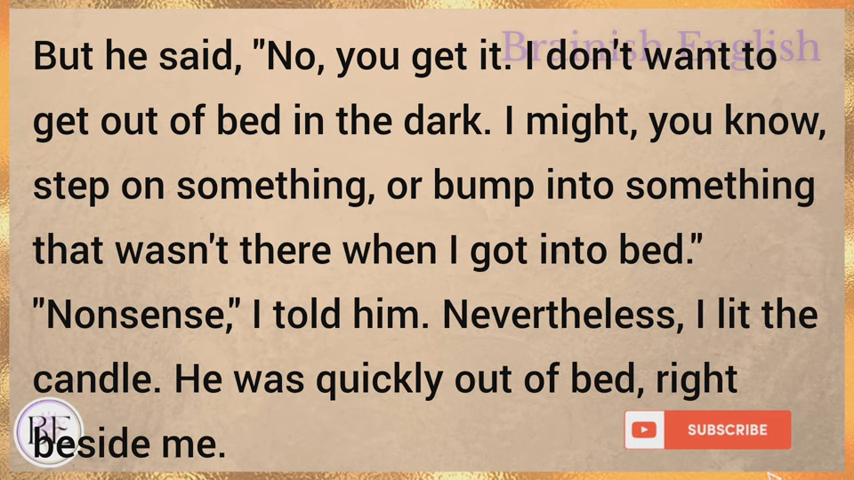 Brainish English
But he said, "No, you get it. I don't want to
get out of bed in the dark. I might, you know,
step on something, or bump into something
that wasn't there when I got into bed."
"Nonsense," I told him. Nevertheless, I lit the
candle. He was quickly out of bed, right
beside me.
BE
SUBSCRIBE